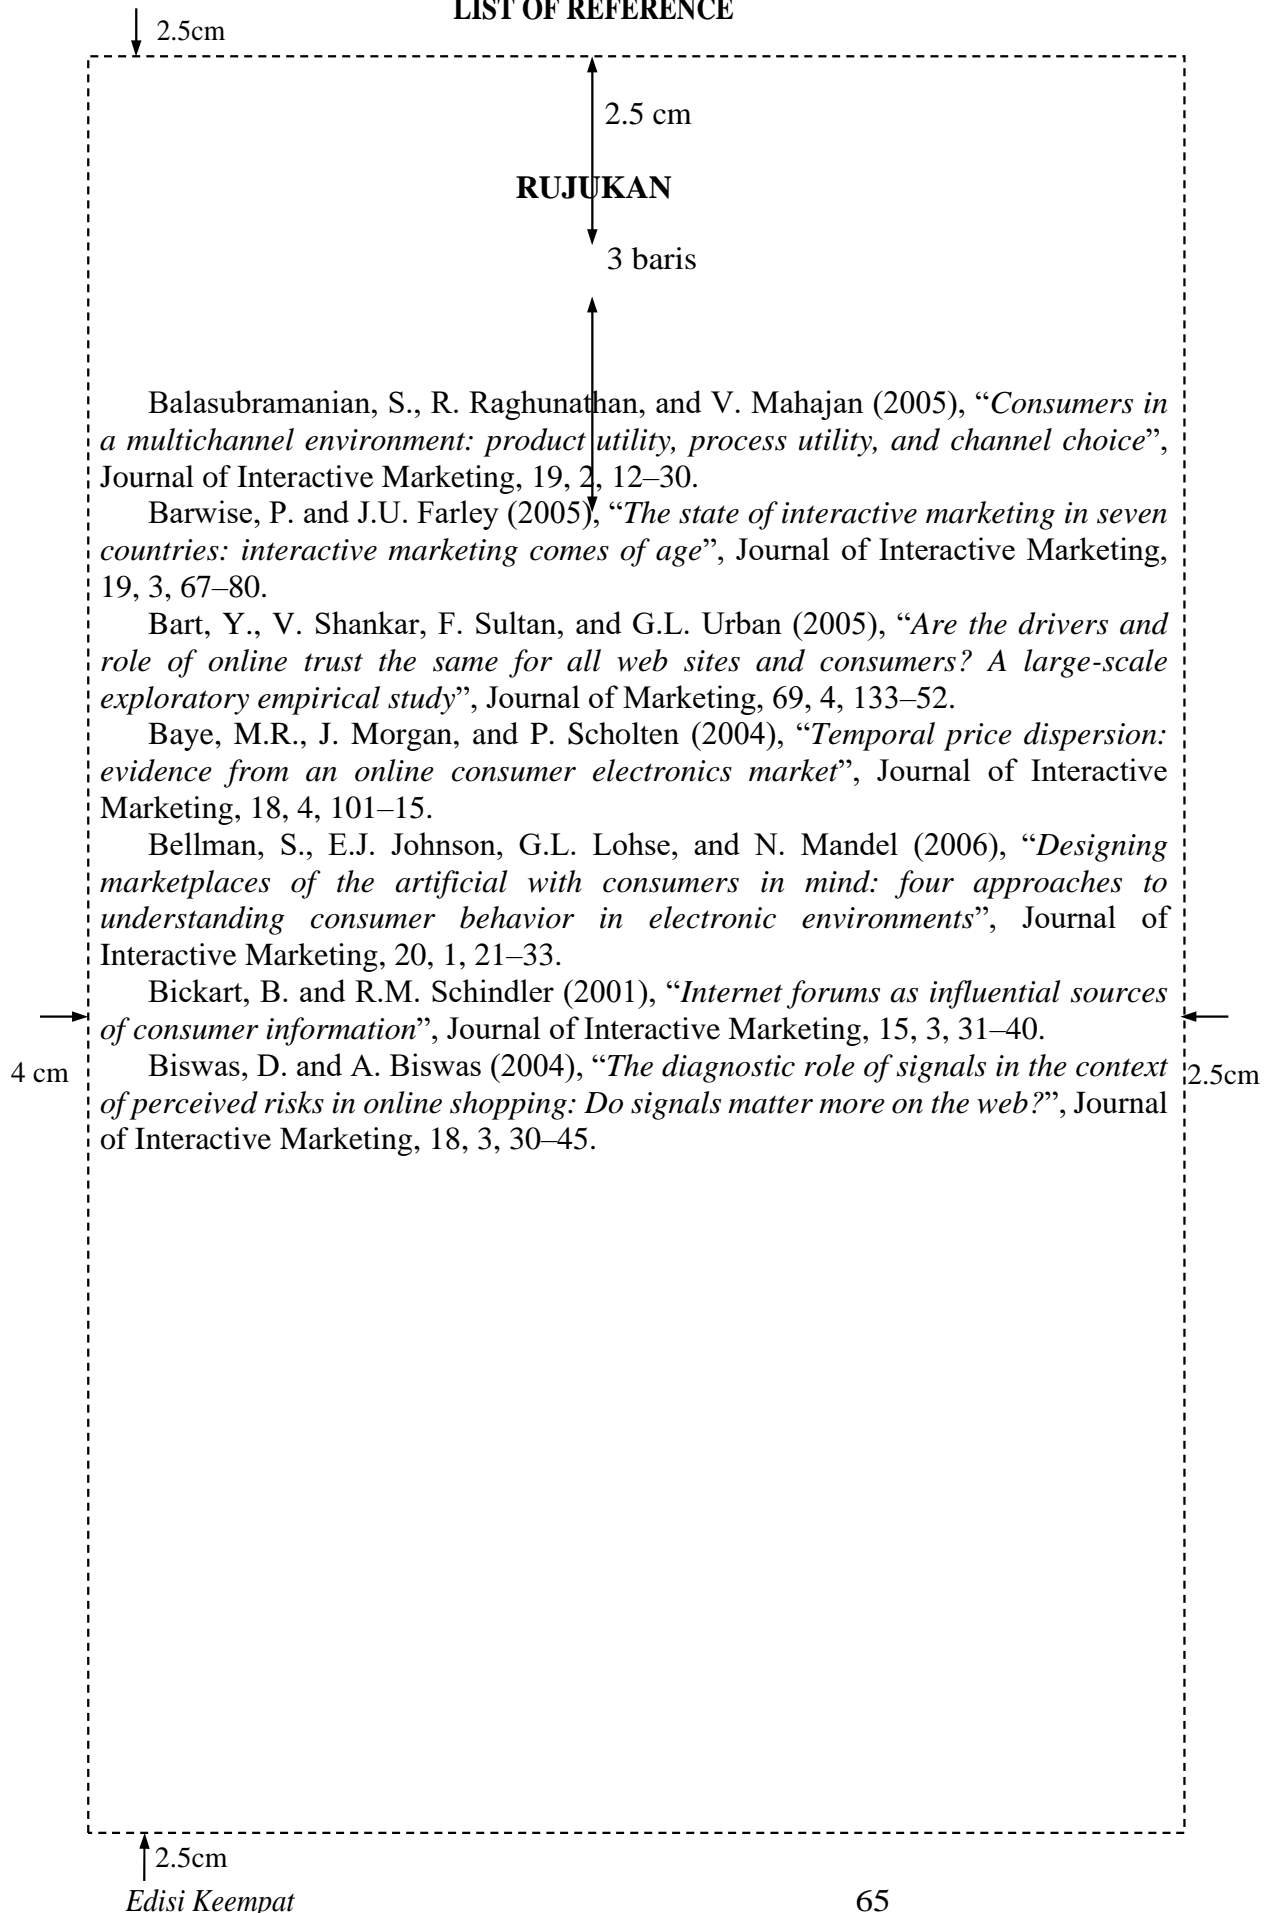 LIST OF REFERENCE
2.5cm
2.5 cm
RUJUKAN
3 baris
Balasubramanian, S., R. Raghunathan, and V. Mahajan (2005), “Consumers in
a multichannel environment: product utility, process utility, and channel choice”,
Journal of Interactive Marketing, 19, 2, 12–30.
Barwise, P. and J.U. Farley (2005), “The state of interactive marketing in seven
countries: interactive marketing comes of age”, Journal of Interactive Marketing,
19, 3, 67–80.
Bart, Y., V. Shankar, F. Sultan, and G.L. Urban (2005), “Are the drivers and
role of online trust the same for all web sites and consumers? A large-scale
exploratory empirical study”, Journal of Marketing, 69, 4, 133–52.
Baye, M.R., J. Morgan, and P. Scholten (2004), “Temporal price dispersion:
evidence from an online consumer electronics market”, Journal of Interactive
Marketing, 18, 4, 101–15.
Bellman, S., E.J. Johnson, G.L. Lohse, and N. Mandel (2006), “Designing
marketplaces of the artificial with consumers in mind: four approaches to
understanding consumer behavior in electronic environments”, Journal of
Interactive Marketing, 20, 1, 21–33.
Bickart, B. and R.M. Schindler (2001), “Internet forums as influential sources
of consumer information”, Journal of Interactive Marketing, 15, 3, 31–40.
Biswas, D. and A. Biswas (2004), “The diagnostic role of signals in the context
4 cm
2.5cm
of perceived risks in online shopping: Do signals matter more on the web?”, Journal
of Interactive Marketing, 18, 3, 30–45.
2.5cm
Edisi Keempat
65